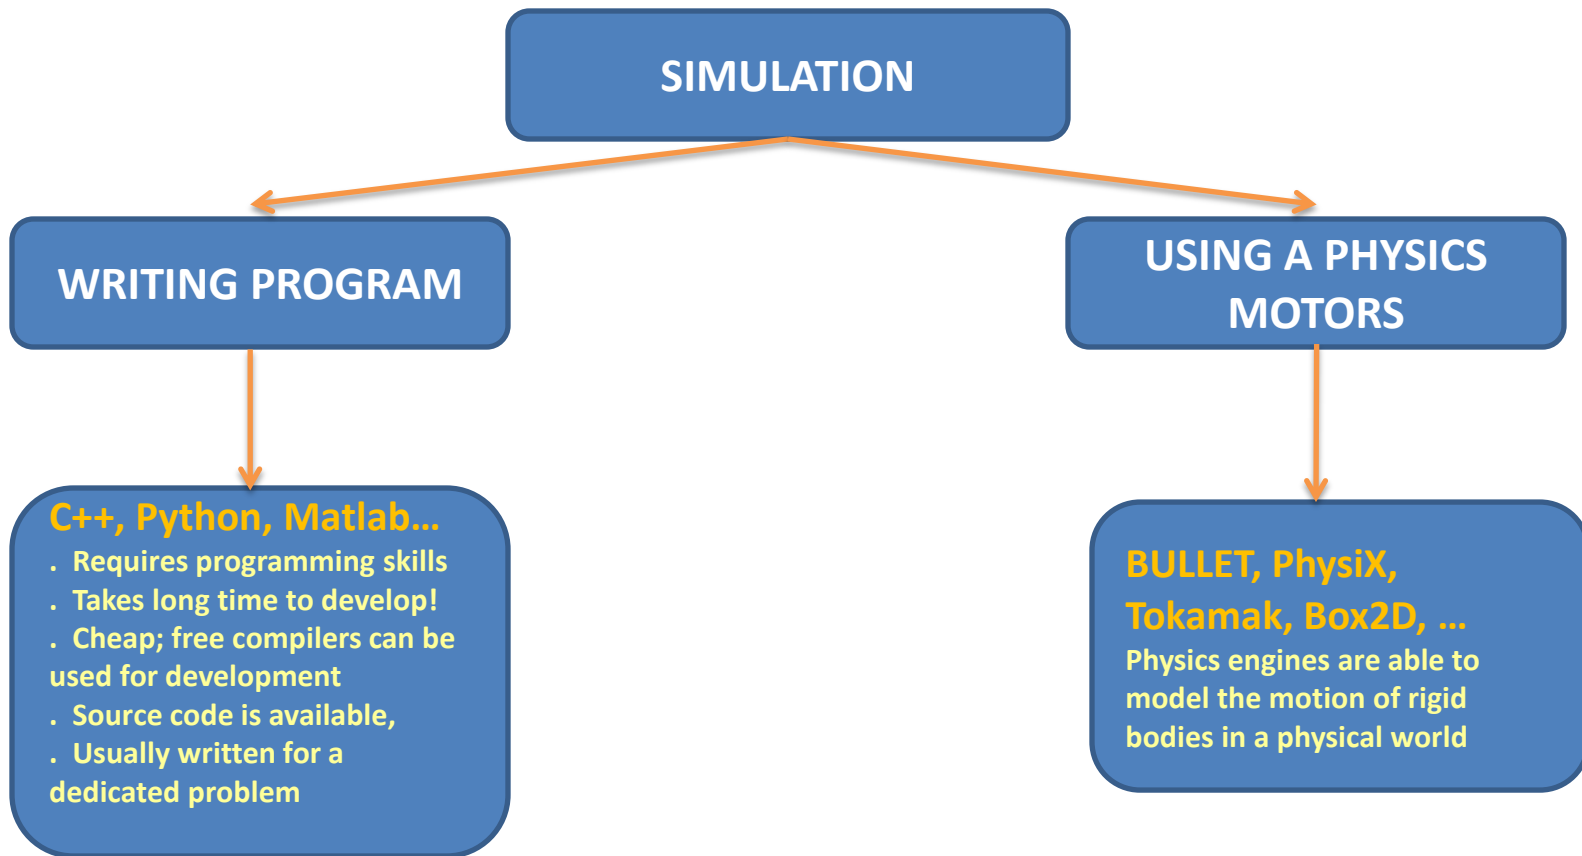 SIMULATION
WRITING PROGRAM
USING A PHYSICS
MOTORS
C++, Python, Matlab…
. Requires programming skills
. Takes long time to develop!
. Cheap; free compilers can be
used for development
. Source code is available,
. Usually written for a
dedicated problem
BULLET, PhysiX,
Tokamak, Box2D, …
Physics engines are able to
model the motion of rigid
bodies in a physical world